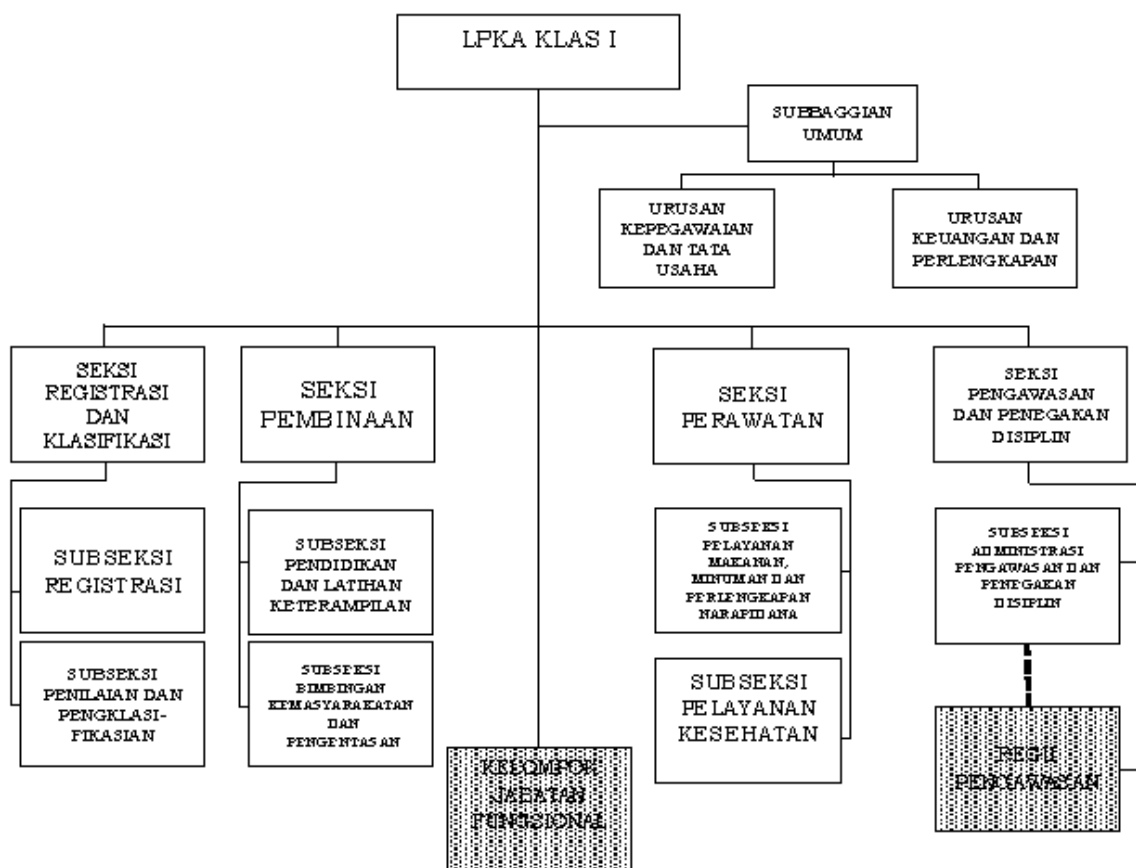 LPKA KLAS I
SUBBAGGIAN
UMUM
URUSAN
KEPEGAWAIAN
DAN TATA
USAHA
URUSAN
KEUANGAN DAN
PERLENGKAPAN
SEKSI
REGISTRASI
DAN
KLASIFIKASI
SEKSI
PEMBINAAN
SEKSI
PERAWATAN
SEKSI
PENGAWASAN
DAN PENEGAKAN
DISIPLIN
SUBSEKSI
REGISTRASI
SUBSEKSI
PENDIDIKAN
DAN LATIHAN
KETERAMPILAN
SUBSEKSI
PELAYANAN
MAKANAN,
MINUMAN DAN
PERLENGKAPAN
NARAPIDANA
SUBSEKSI
ADMINISTRASI
PENGAWASAN DAN
PENEGAKAN
DISIPLIN
SUBSEKSI
PENILAIAN DAN
PENGKLASI-
FIKASIAN
SUBSEKSI
BIMBINGAN
KEMASYARAKATAN
DAN
PENGENTASAN
SUBSEKSI
PELAYANAN
KESEHATAN
REGU
PENGAWASAN
KELOMPOK
JABATAN
FUNGSIONAL